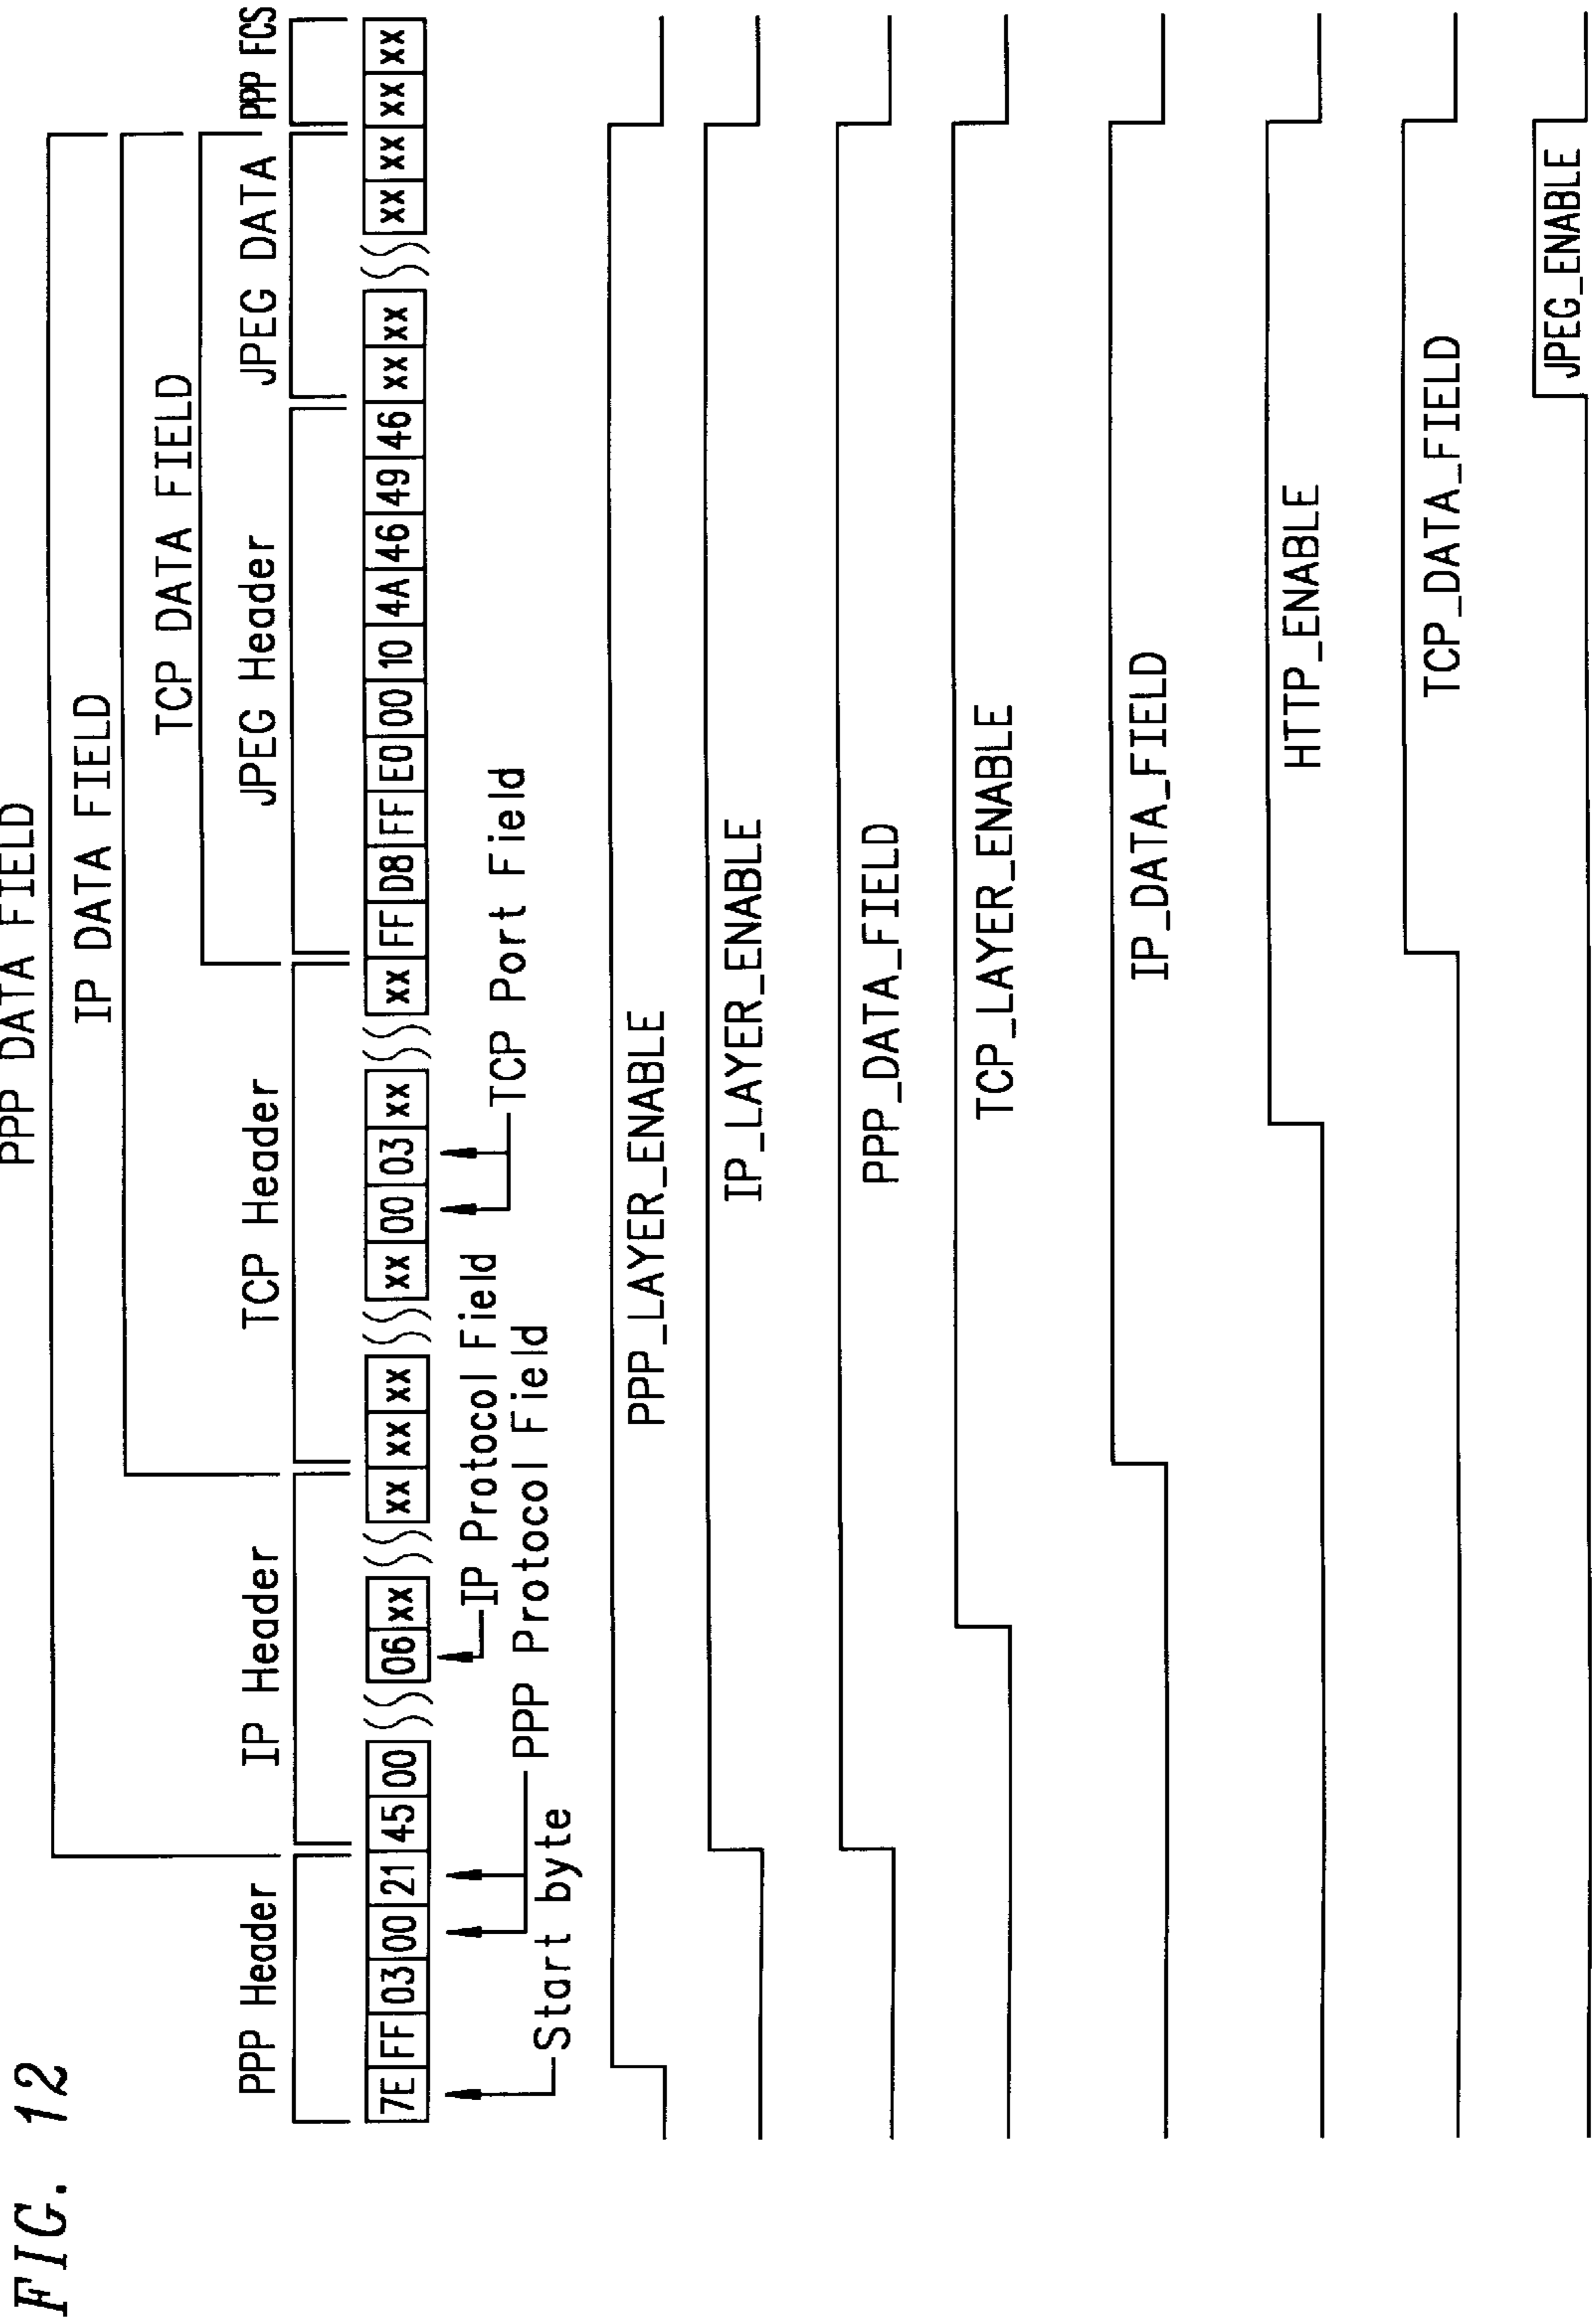 FIG. 12
PPP DATA FIELD
IP DATA FIELD
TCP DATA FIELD
PPP Header IP Header TCP Header JPEG Header JPEG DATA PPP FCS
7E FF 03 00 21 45 00 06 xx xx xx xx xx 00 03 xx xx FF D8 FF E0 00 10 4A 46 49 46 xx xx xx xx xx xx
IP Protocol Field TCP Port Field
PPP Protocol Field
Start byte
PPP_LAYER_ENABLE
IP_LAYER_ENABLE
PPP_DATA_FIELD
TCP_LAYER_ENABLE
IP_DATA_FIELD
HTTP_ENABLE
TCP_DATA_FIELD
JPEG_ENABLE